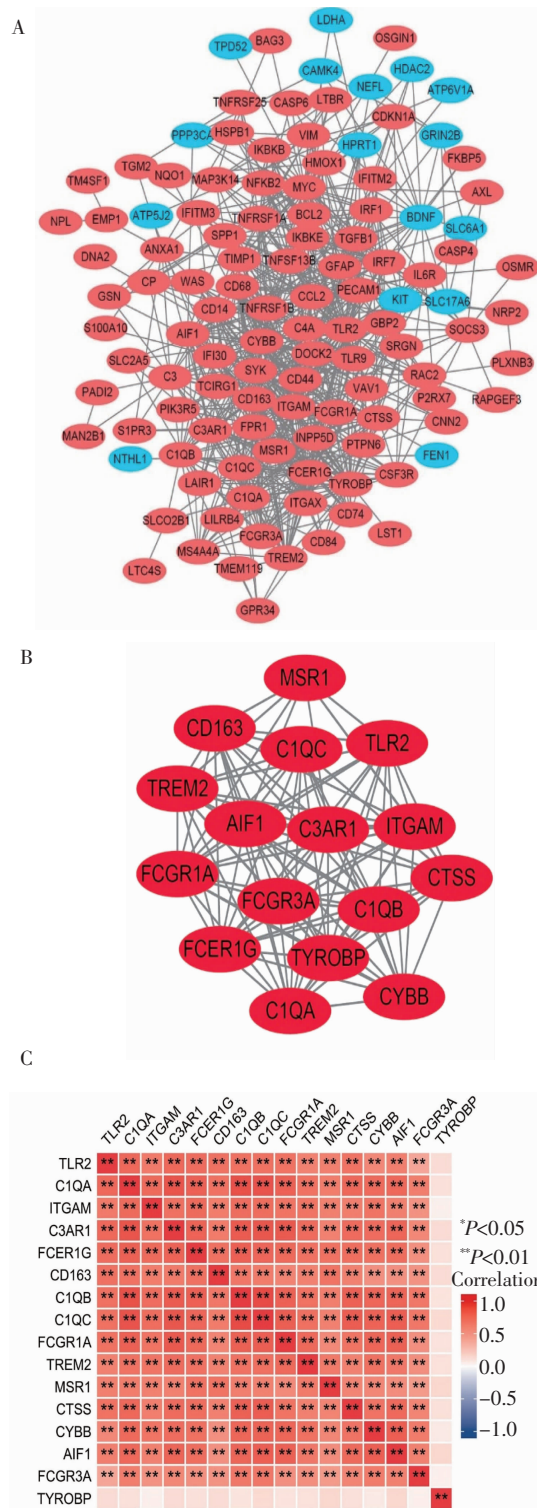 A
LDHA
TPD52 BAG3 OSGIN1
CAMK4 NEFL HDAC2
TNFRSF25 CASP6 LTBR ATP6V1A
PPP3CA HSPB1 VIM CDKN1A GRIN2B
IKBKB HPRT1
TGM2 NQO1 MAP3K14 NFKB2 HMOX1 IFITM2 FKBP5
TM4SF1 MYC AXL
NPL EMP1 ATP5J2 IFITM3 TNFRSF1A BCL2 IRF1 BDNF SLC6A1
SPP1 IKBKE TGFB1
DNA2 ANXA1 TIMP1 TNFSF13B GFAP IRF7 CASP4
CP WAS CD68 IL6R OSMR
GSN CD14 TNFRSF1B CCL2 PECAM1 KIT SLC17A6
S100A10 C4A TLR2 GBP2 SOCS3 NRP2
AIF1 CYBB SRGN
SLC2A5 IFI30 DOCK2 TLR9 PLXNB3
C3 TCIRG1 SYK CD44 VAV1 RAC2
PADI2 PIK3R5 CD163 ITGAM FCGR1A CTSS P2RX7 RAPGEF3
MAN2B1 S1PR3 C3AR1 FPR1 INPP5D PTPN6 CNN2
NTHL1 C1QB MSR1 FEN1
C1QC FCER1G CSF3R
LAIR1 C1QA TYROBP
ITGAX
SLCO2B1 LILRB4 CD74
FCGR3A CD84 LST1
MS4A4A TREM2
LTC4S TMEM119
GPR34
B
MSR1
CD163 C1QC TLR2
TREM2
AIF1 C3AR1 ITGAM
FCGR1A CTSS
FCGR3A C1QB
FCER1G TYROBP
C1QA CYBB
C
TLR2 C1QA ITGAM C3AR1 FCER1G CD163 C1QB C1QC FCGR1A TREM2 MSR1 CTSS CYBB AIF1 FCGR3A TYROBP
TLR2 ** ** ** ** ** ** ** ** ** ** ** ** ** ** **
C1QA ** ** ** ** ** ** ** ** ** ** ** ** ** ** **
ITGAM ** ** ** ** ** ** ** ** ** ** ** ** ** ** **
C3AR1 ** ** ** ** ** ** ** ** ** ** ** ** ** ** **
FCER1G ** ** ** ** ** ** ** ** ** ** ** ** ** ** **
CD163 ** ** ** ** ** ** ** ** ** ** ** ** ** ** **
C1QB ** ** ** ** ** ** ** ** ** ** ** ** ** ** **
C1QC ** ** ** ** ** ** ** ** ** ** ** ** ** ** **
FCGR1A ** ** ** ** ** ** ** ** ** ** ** ** ** ** **
TREM2 ** ** ** ** ** ** ** ** ** ** ** ** ** ** **
MSR1 ** ** ** ** ** ** ** ** ** ** ** ** ** ** **
CTSS ** ** ** ** ** ** ** ** ** ** ** ** ** ** **
CYBB ** ** ** ** ** ** ** ** ** ** ** ** ** ** **
AIF1 ** ** ** ** ** ** ** ** ** ** ** ** ** ** **
FCGR3A ** ** ** ** ** ** ** ** ** ** ** ** ** ** **
TYROBP **
*P<0.05
**P<0.01
Correlation
1.0
0.5
0.0
−0.5
−1.0